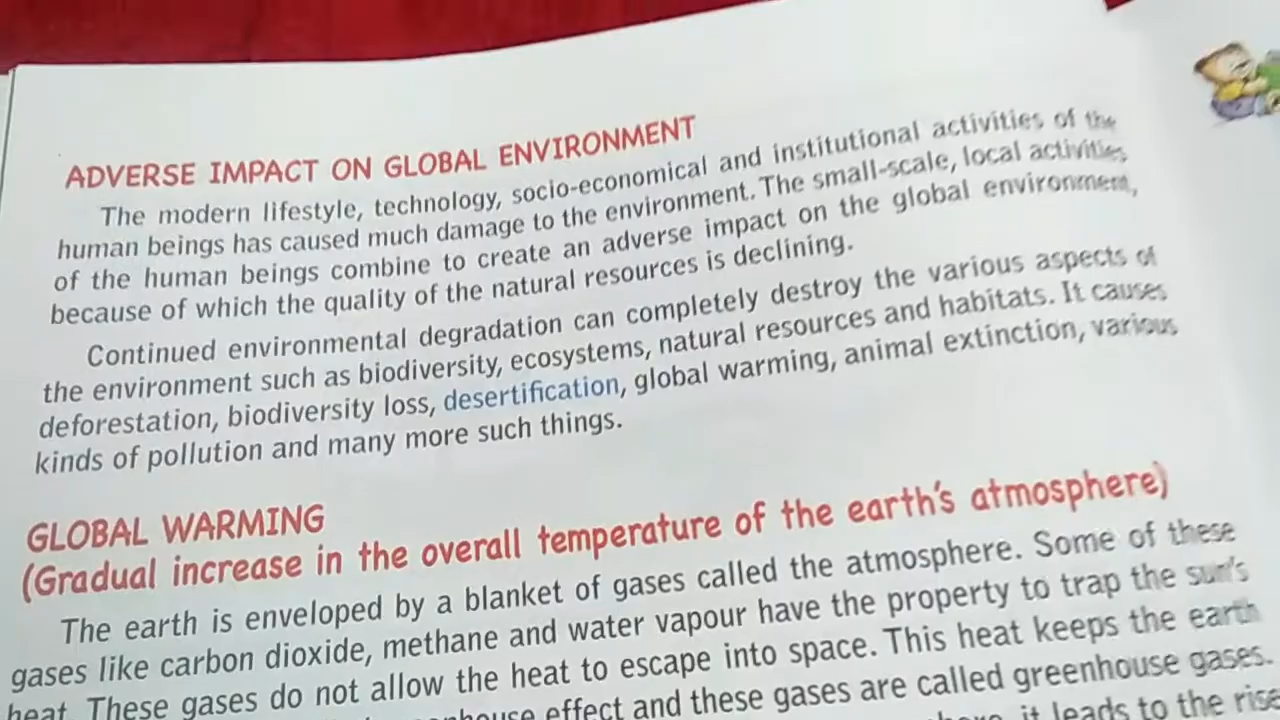 ADVERSE IMPACT ON GLOBAL ENVIRONMENT
The modern lifestyle, technology, socio-economical and institutional activities of the
human beings has caused much damage to the environment. The small-scale, local activities
of the human beings combine to create an adverse impact on the global environment,
because of which the quality of the natural resources is declining.
Continued environmental degradation can completely destroy the various aspects of
the environment such as biodiversity, ecosystems, natural resources and habitats. It causes
deforestation, biodiversity loss, desertification, global warming, animal extinction, various
kinds of pollution and many more such things.
GLOBAL WARMING
(Gradual increase in the overall temperature of the earth's atmosphere)
The earth is enveloped by a blanket of gases called the atmosphere. Some of these
gases like carbon dioxide, methane and water vapour have the property to trap the sun's
heat. These gases do not allow the heat to escape into space. This heat keeps the earth
effect and these gases are called greenhouse gases.
it leads to the rise